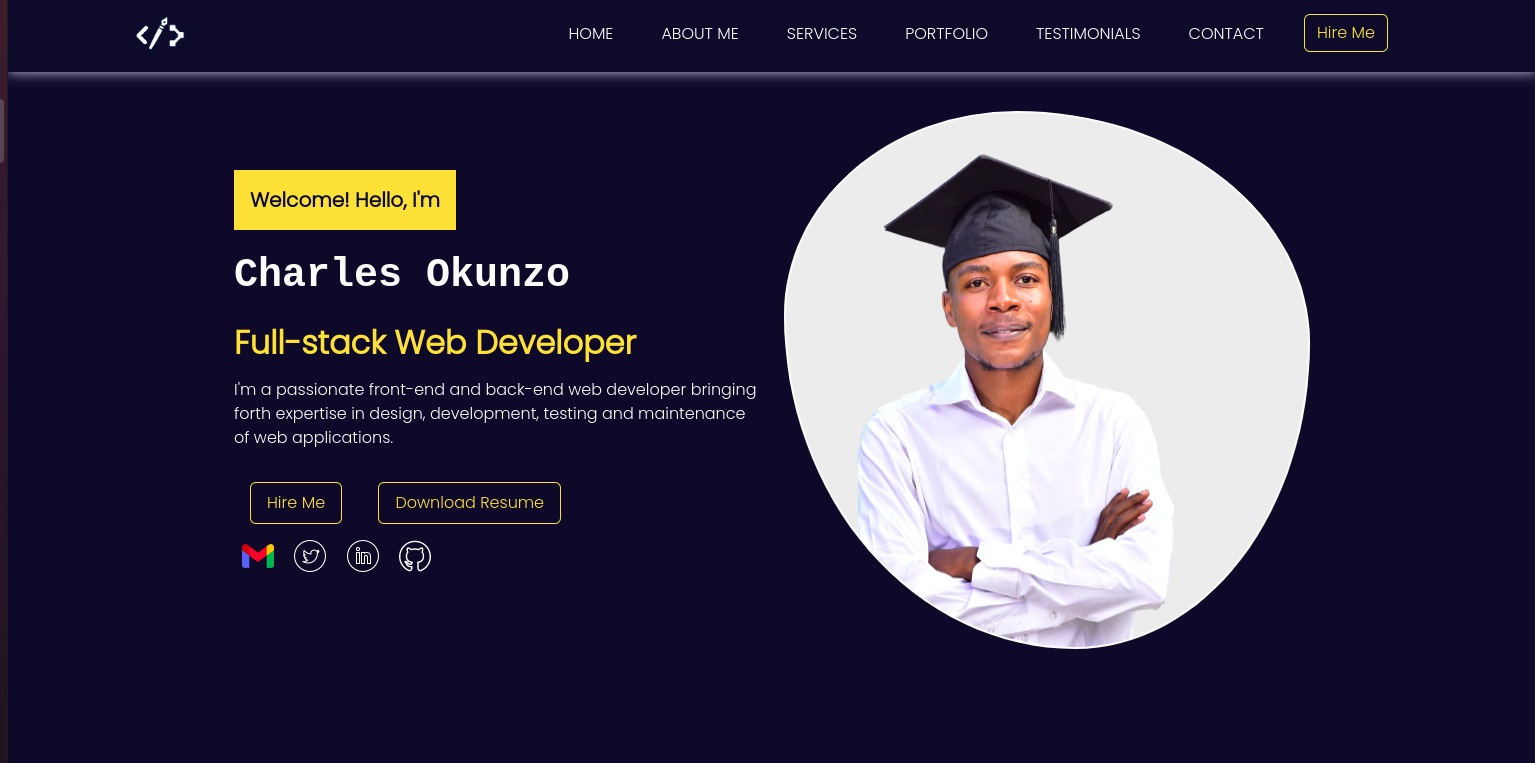 HOME ABOUT ME SERVICES PORTFOLIO TESTIMONIALS CONTACT Hire Me
Welcome! Hello, I'm
Charles Okunzo
Full-stack Web Developer
I'm a passionate front-end and back-end web developer bringing
forth expertise in design, development, testing and maintenance
of web applications.
Hire Me Download Resume